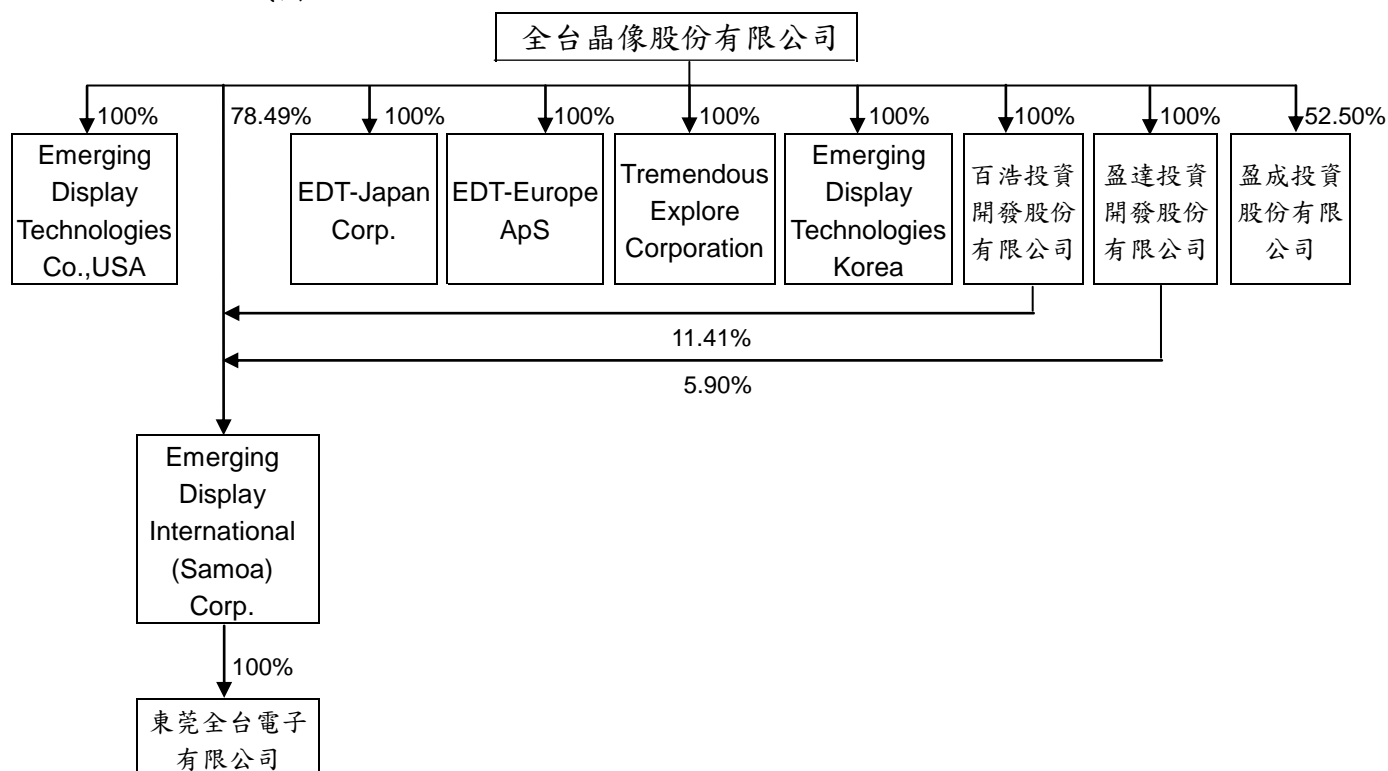 全台晶像股份有限公司
100%
78.49%
100%
100%
100%
100%
100%
100%
52.50%
Emerging
Display
Technologies
Co.,USA
EDT-Japan
Corp.
EDT-Europe
ApS
Tremendous
Explore
Corporation
Emerging
Display
Technologies
Korea
百浩投資
開發股份
有限公司
盈達投資
開發股份
有限公司
盈成投資
股份有限
公司
11.41%
5.90%
Emerging
Display
International
(Samoa)
Corp.
100%
東莞全台電子
有限公司